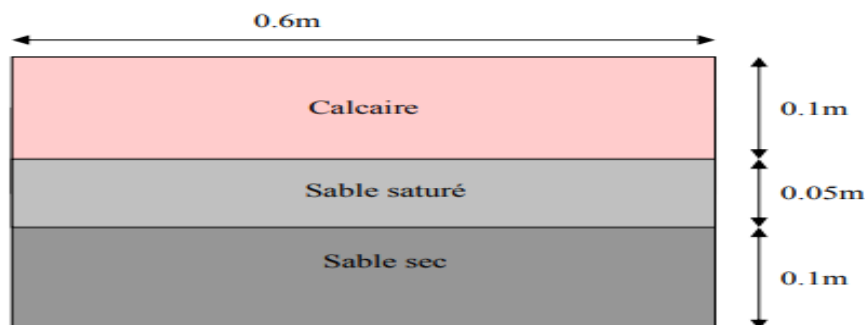 0.6m
Calcaire
0.1m
Sable saturé
0.05m
Sable sec
0.1m